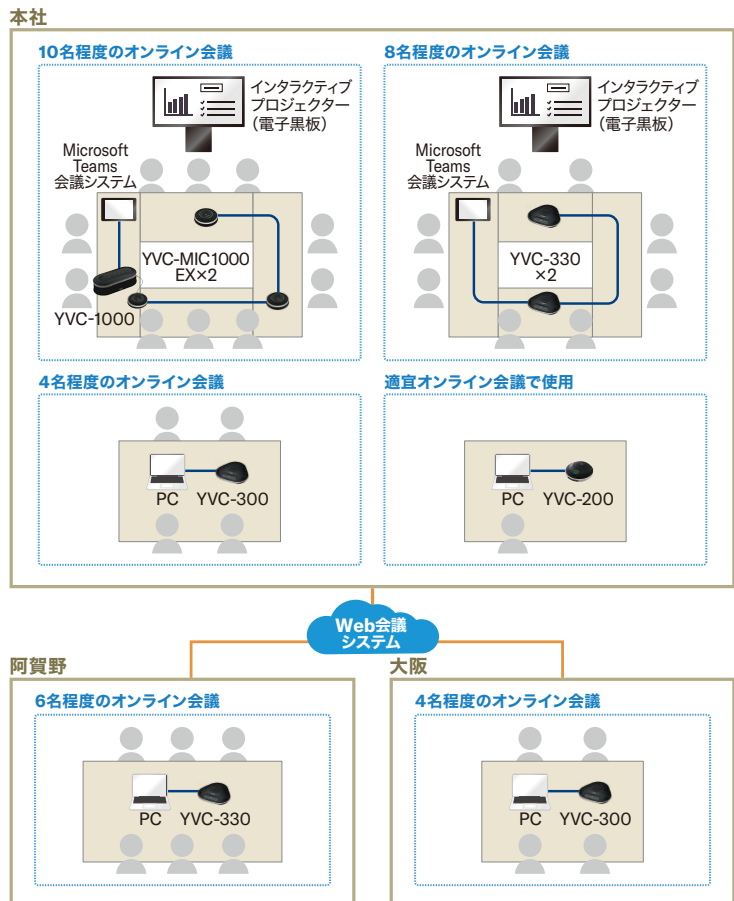 本社
10名程度のオンライン会議
インタラクティブ
プロジェクター
（電子黒板）
Microsoft
Teams
会議システム
YVC-MIC1000
EX×2
YVC-1000
8名程度のオンライン会議
インタラクティブ
プロジェクター
（電子黒板）
Microsoft
Teams
会議システム
YVC-330
×2
4名程度のオンライン会議
PC YVC-300
適宜オンライン会議で使用
PC YVC-200
Web会議
システム
阿賀野
6名程度のオンライン会議
PC YVC-330
大阪
4名程度のオンライン会議
PC YVC-300